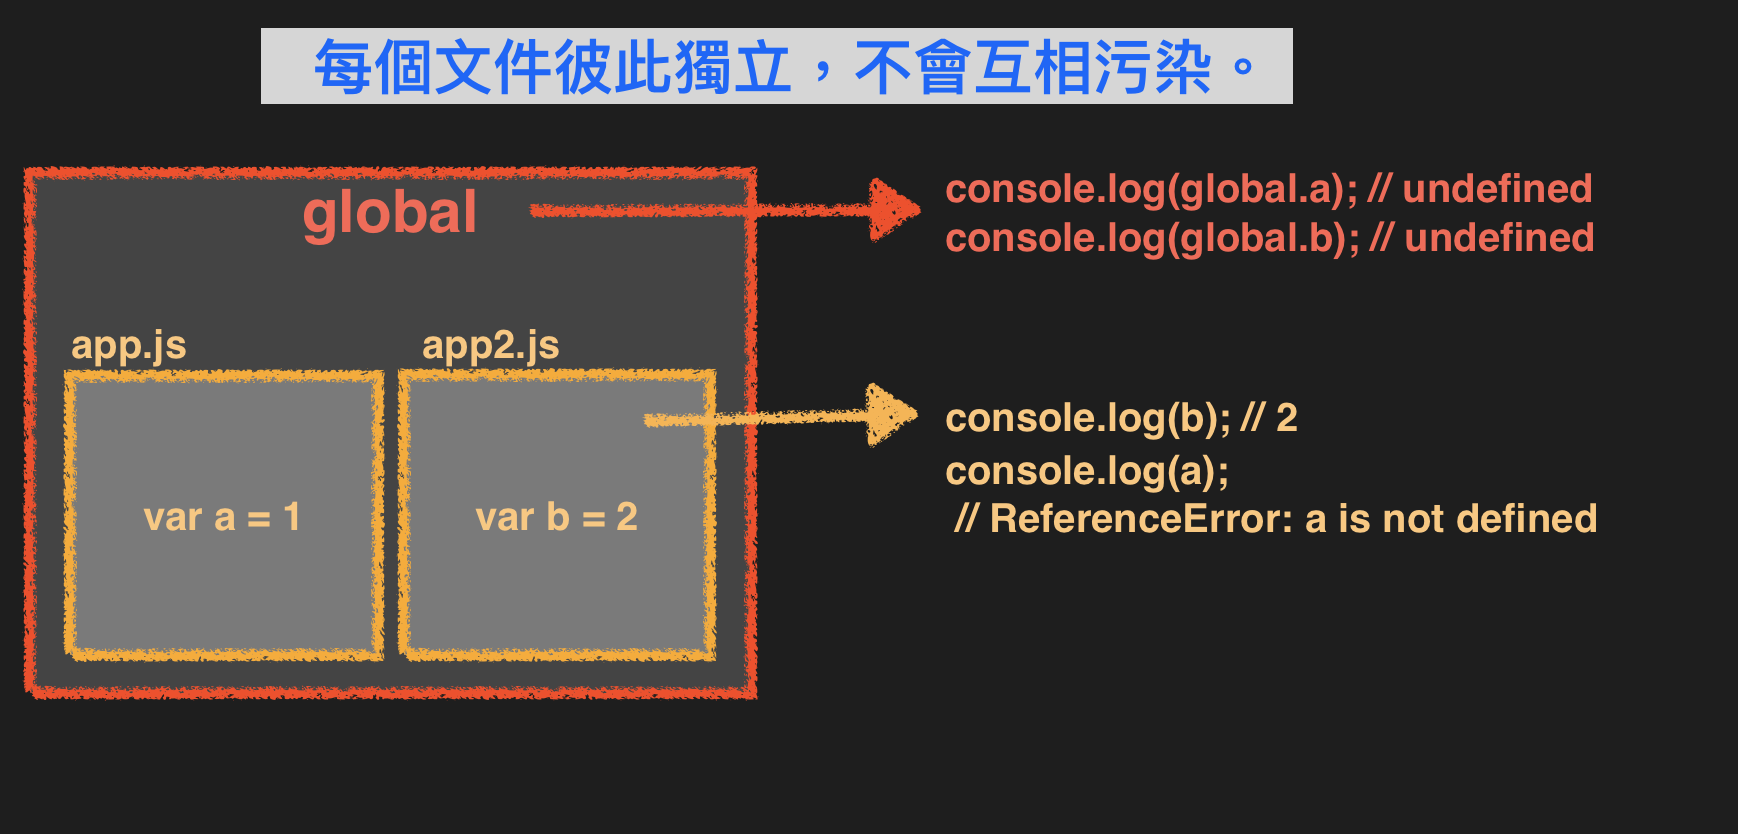 每個文件彼此獨立，不會互相污染。
global
console.log(global.a); // undefined
console.log(global.b); // undefined
app.js
app2.js
var a = 1
var b = 2
console.log(b); // 2
console.log(a);
// ReferenceError: a is not defined